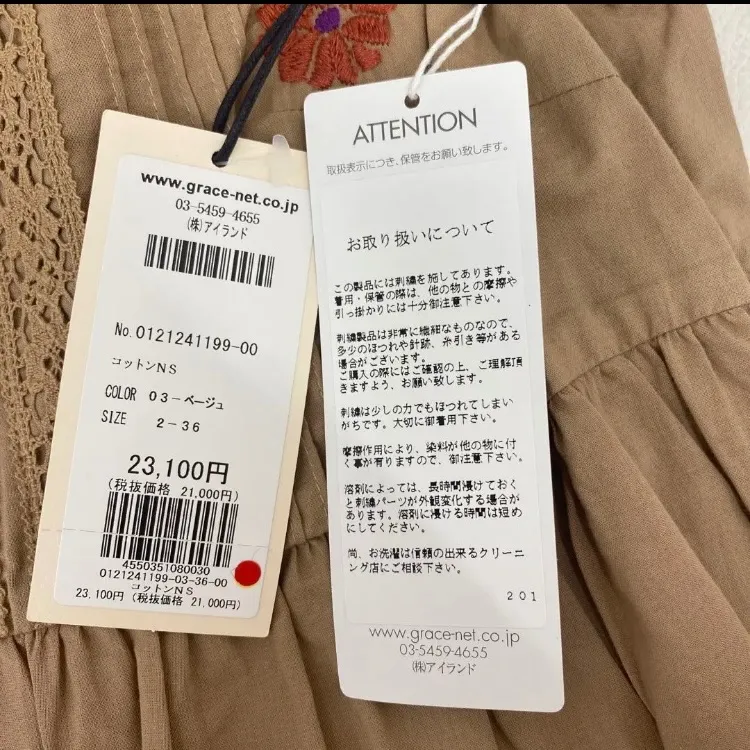 www.grace-net.co.jp
03-5459-4655
(株)アイランド
No.0121241199-00
コットンNS
COLOR 03-ベージュ
SIZE 2-36
23,100円
(税抜価格 21,000円)
4550351080030
0121241199-03-36-00
コットンNS
23,100円 (税抜価格 21,000円)
ATTENTION
取扱表示につき、保管をお願い致します。
お取り扱いについて
この製品には刺繍を施してあります。
着用・保管の際は、他の物との摩擦や
引っ掛かりには十分御注意下さい。
刺繍製品は非常に繊細なものなので、
多少のほつれや針跡、糸引き等がある
場合がございます。
ご購入の際にはご確認の上、ご理解頂
きますよう、お願い致します。
刺繍は少しの力でもほつれてしまい
がちです。大切に御着用下さい。
摩擦作用により、染料が他の物に付
く事が有りますので、御注意下さい。
溶剤によっては、長時間浸けておく
と刺繍パーツが外観変化する場合が
あります。溶剤に浸ける時間は短め
にしてください。
尚、お洗濯は信頼の出来るクリーニ
ング店にご相談下さい。
201
www.grace-net.co.jp
03-5459-4655
(株)アイランド